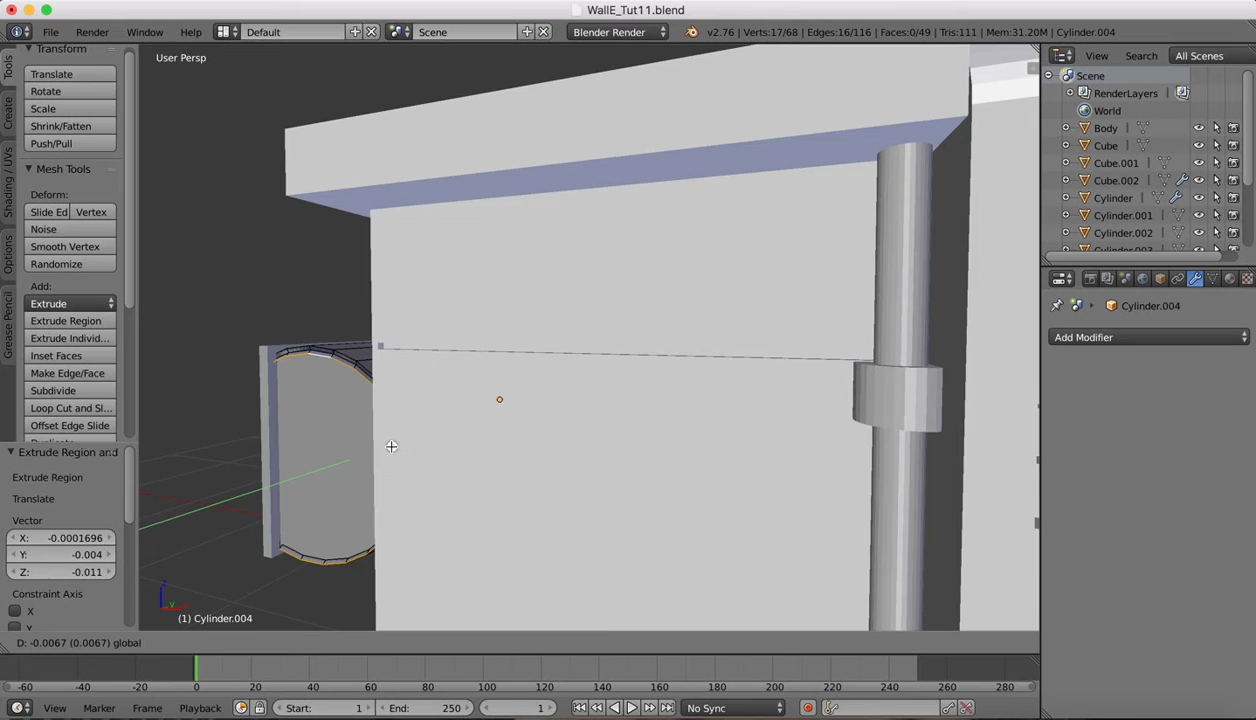 WallE_Tut11.blend
File Render Window Help Default Scene Blender Render v2.76 | Verts:17/68 | Edges:16/116 | Faces:0/49 | Tris:111 | Mem:31.20M | Cylinder.004
Tools
Create
Shading / UVs
Options
Grease Pencil
Transform
Translate
Rotate
Scale
Shrink/Fatten
Push/Pull
Mesh Tools
Deform:
Slide Ed Vertex
Noise
Smooth Vertex
Randomize
Add:
Extrude
Extrude Region
Extrude Individ...
Inset Faces
Make Edge/Face
Subdivide
Loop Cut and Sl...
Offset Edge Slide
Extrude Region and
Extrude Region
Translate
Vector
X: -0.0001696
Y: -0.004
Z: -0.011
Constraint Axis
X
User Persp
(1) Cylinder.004
D: -0.0067 (0.0067) global
View Search All Scenes
Scene
RenderLayers
World
Body
Cube
Cube.001
Cube.002
Cylinder
Cylinder.001
Cylinder.002
Cylinder.004
Add Modifier
-60 -40 -20 0 20 40 60 80 100 120 140 160 180 200 220 240 260 280
View Marker Frame Playback Start: 1 End: 250 1 No Sync